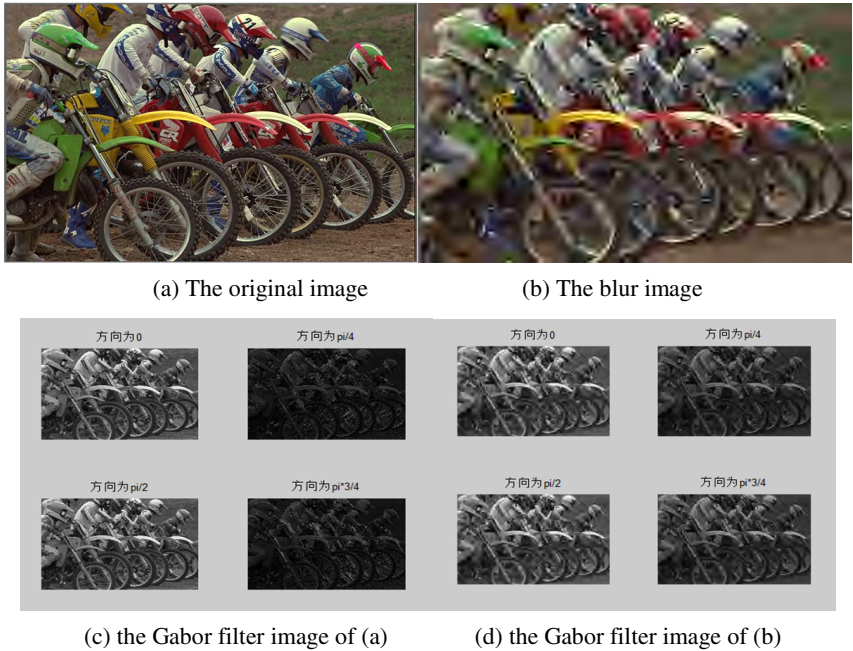 (a) The original image
(b) The blur image
方向为0
方向为pi/4
方向为0
方向为pi/4
方向为pi/2
方向为pi*3/4
方向为pi/2
方向为pi*3/4
(c) the Gabor filter image of (a)
(d) the Gabor filter image of (b)